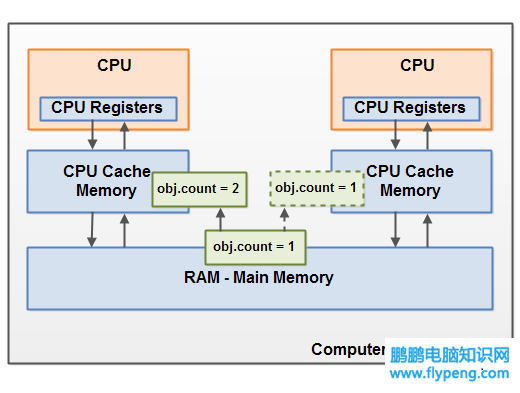 CPU
CPU
CPU Registers
CPU Registers
CPU Cache
Memory
CPU Cache
Memory
obj.count = 2
obj.count = 1
obj.count = 1
RAM - Main Memory
Computer
鹏鹏电脑知识网
www.flypeng.com